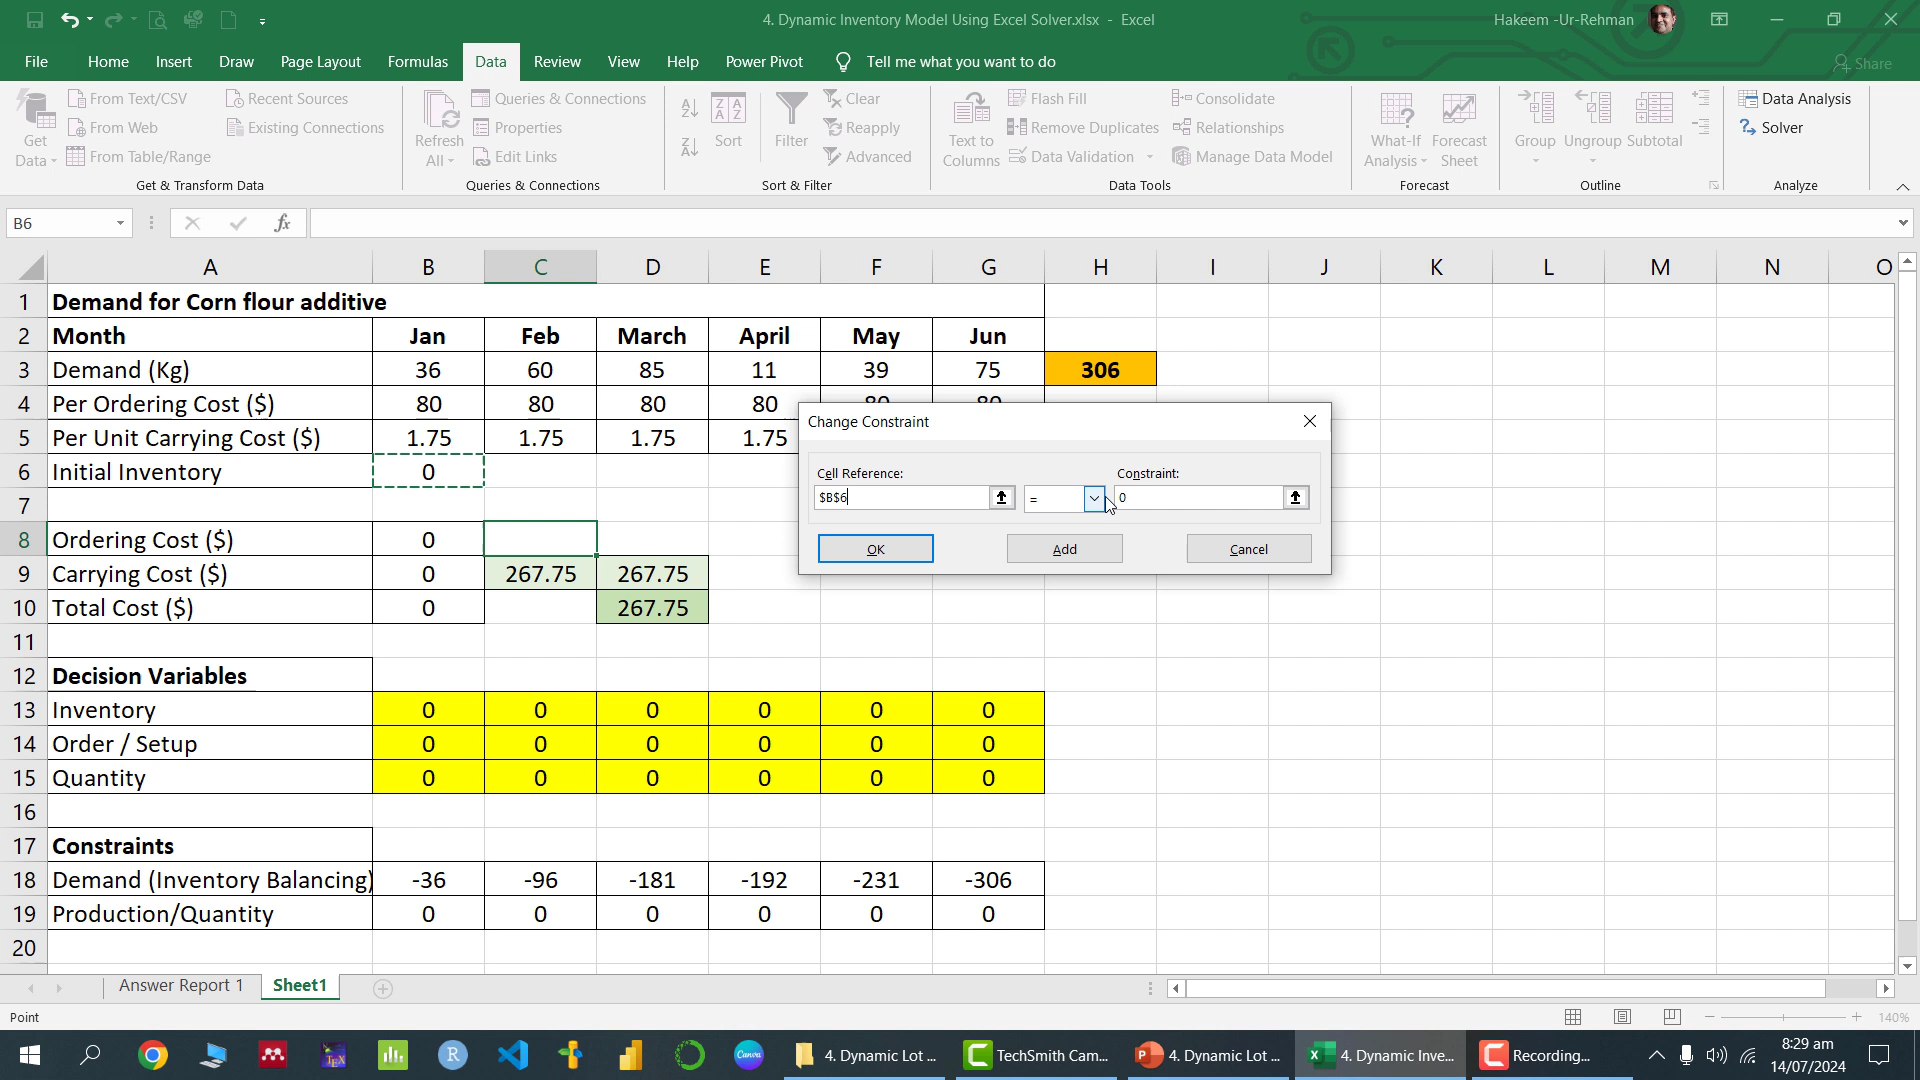 4. Dynamic Inventory Model Using Excel Solver.xlsx - Excel
Hakeem -Ur-Rehman
File Home Insert Draw Page Layout Formulas Data Review View Help Power Pivot Tell me what you want to do Share
Get Data
From Text/CSV
From Web
From Table/Range
Recent Sources
Existing Connections
Get & Transform Data
Refresh All
Queries & Connections
Properties
Edit Links
Queries & Connections
Sort
Filter
Clear
Reapply
Advanced
Sort & Filter
Text to Columns
Flash Fill
Remove Duplicates
Data Validation
Consolidate
Relationships
Manage Data Model
Data Tools
What-If Analysis
Forecast Sheet
Forecast
Group
Ungroup
Subtotal
Outline
Data Analysis
Solver
Analyze
B6
fx
A B C D E F G H I J K L M N O
1 Demand for Corn flour additive
2 Month Jan Feb March April May Jun
3 Demand (Kg) 36 60 85 11 39 75 306
4 Per Ordering Cost ($) 80 80 80 80
5 Per Unit Carrying Cost ($) 1.75 1.75 1.75 1.75
6 Initial Inventory 0
7
8 Ordering Cost ($) 0
9 Carrying Cost ($) 0 267.75 267.75
10 Total Cost ($) 0 267.75
11
12 Decision Variables
13 Inventory 0 0 0 0 0 0
14 Order / Setup 0 0 0 0 0 0
15 Quantity 0 0 0 0 0 0
16
17 Constraints
18 Demand (Inventory Balancing) -36 -96 -181 -192 -231 -306
19 Production/Quantity 0 0 0 0 0 0
20
Change Constraint
Cell Reference: Constraint:
$B$6 = 0
OK Add Cancel
Answer Report 1 Sheet1
Point
140%
4. Dynamic Lot ... TechSmith Cam... 4. Dynamic Lot ... 4. Dynamic Inve... Recording...
8:29 am
14/07/2024